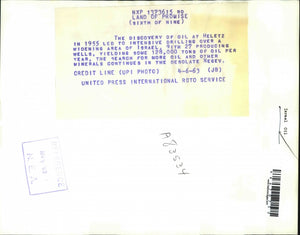 NXP 1373615 NO
LAND OF PROMISE
(BIRTH OF NINE)
THE DISCOVERY OF OIL AT HELETZ
IN 1955 LED TO INTENSIVE DRILLING OVER A
WIDENING AREA OF ISRAEL. WITH 27 PRODUCING
WELLS, YIELDING SOME 128,000 TONS OF OIL PER
YEAR, THE SEARCH FOR MORE OIL AND OTHER
MINERALS CONTINUES IN THE DESOLATE NEGEV.
CREDIT LINE (UPI PHOTO) 4-6-63 (JB)
UNITED PRESS INTERNATIONAL ROTO SERVICE
N.E.A.